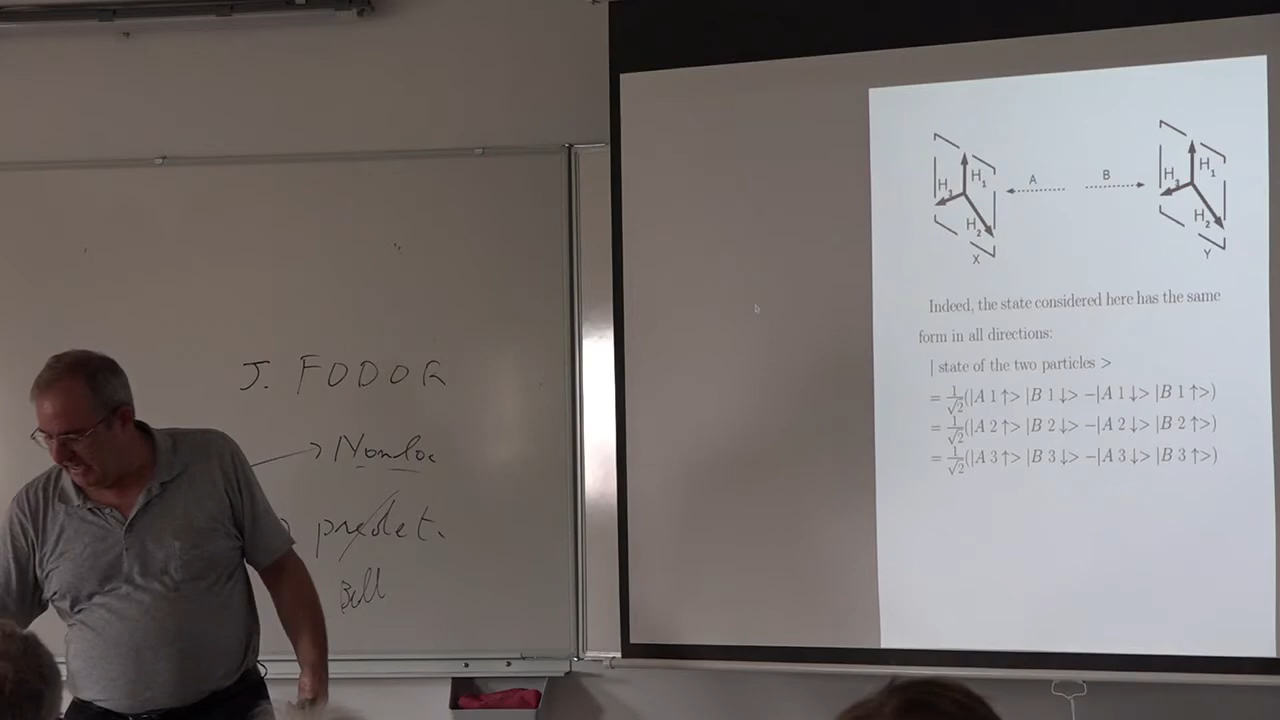 J. FODOR
→ Nonloc
predet.
Bell
H₃ H₁ H₂ X
A
B
H₃ H₁ H₂ Y
Indeed, the state considered here has the same
form in all directions:
| state of the two particles >
= 1/√2(|A 1↑> |B 1↓> −|A 1↓> |B 1↑>)
= 1/√2(|A 2↑> |B 2↓> −|A 2↓> |B 2↑>)
= 1/√2(|A 3↑> |B 3↓> −|A 3↓> |B 3↑>)